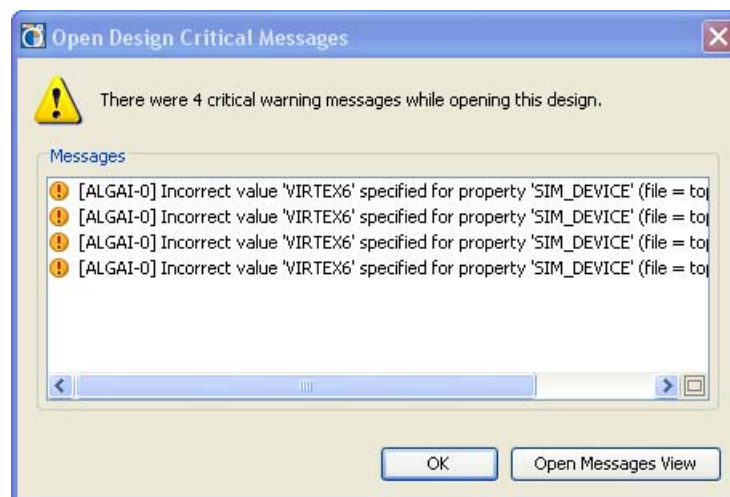 Open Design Critical Messages
There were 4 critical warning messages while opening this design.
Messages
[ALGAI-0] Incorrect value 'VIRTEX6' specified for property 'SIM_DEVICE' (file = to
[ALGAI-0] Incorrect value 'VIRTEX6' specified for property 'SIM_DEVICE' (file = to
[ALGAI-0] Incorrect value 'VIRTEX6' specified for property 'SIM_DEVICE' (file = to
[ALGAI-0] Incorrect value 'VIRTEX6' specified for property 'SIM_DEVICE' (file = to
OK
Open Messages View